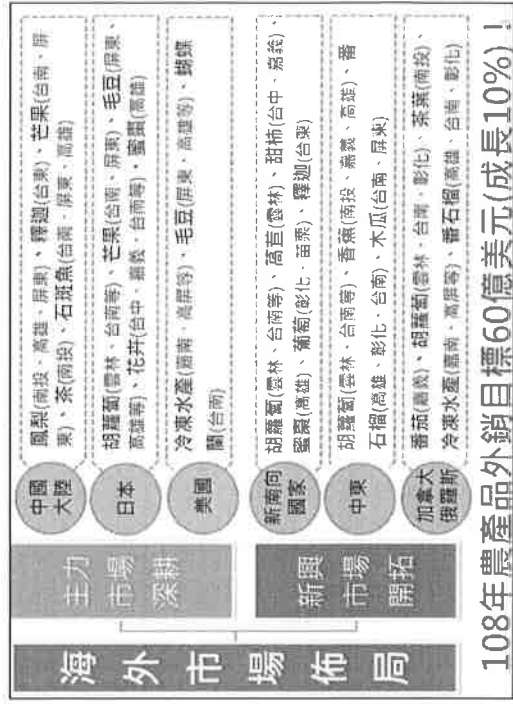 海外市場佈局
主力
市場
深耕
中國
大陸
鳳梨(南投、高雄、屏東)、釋迦(台東)、芒果(台南、屏
東)、茶(南投)、石斑魚(台南、屏東、高雄)
日本
胡蘿蔔(雲林、台南等)、芒果(台南、屏東)、毛豆(屏東、
高雄等)、花卉(台中、嘉義、台南等)、蜜棗(高雄)
美國
冷凍水產(嘉南、高屏等)、毛豆(屏東、高雄等)、蝴蝶
蘭(台南)
新興
市場
開拓
新南向
國家
胡蘿蔔(雲林、台南等)、萵苣(雲林)、甜柿(台中、嘉義)、
蜜棗(高雄)、葡萄(彰化、苗栗)、釋迦(台東)
中東
胡蘿蔔(雲林、台南等)、香蕉(南投、嘉義、高雄)、番
石榴(高雄、彰化、台南)、木瓜(台南、屏東)
加拿大
俄羅斯
番茄(嘉義)、胡蘿蔔(雲林、台南、彰化)、茶葉(南投)、
冷凍水產(嘉南、高屏等)、番石榴(高雄、台南、彰化)
108年農產品外銷目標60億美元(成長10%)!